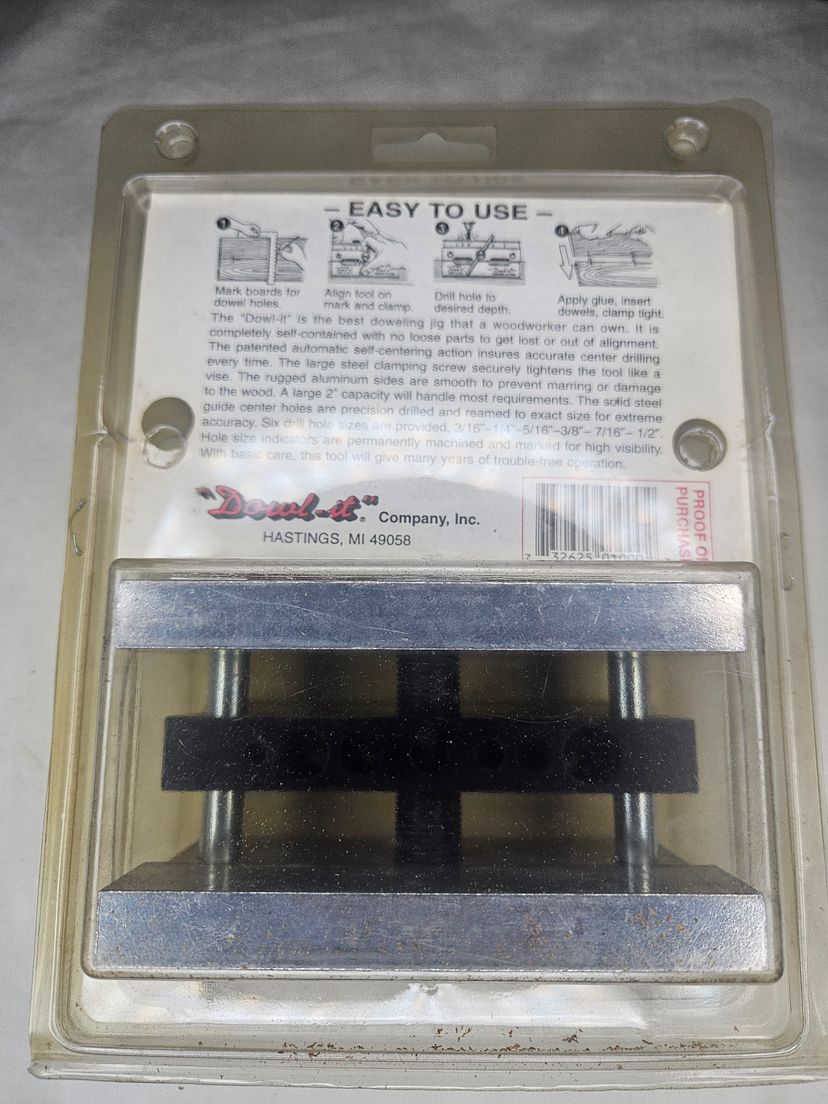 – EASY TO USE –
1 2 3 4
Mark boards for
dowel holes.
Align tool on
mark and clamp.
Drill hole to
desired depth.
Apply glue, insert
dowels, clamp tight.
The "Dowl-it" is the best doweling jig that a woodworker can own. It is
completely self-contained with no loose parts to get lost or out of alignment.
The patented automatic self-centering action insures accurate center drilling
every time. The large steel clamping screw securely tightens the tool like a
vise. The rugged aluminum sides are smooth to prevent marring or damage
to the wood. A large 2" capacity will handle most requirements. The solid steel
guide center holes are precision drilled and reamed to exact size for extreme
accuracy. Six drill hole sizes are provided, 3/16"–1/4"–5/16"–3/8"– 7/16"– 1/2".
Hole size indicators are permanently machined and marked for high visibility.
With basic care, this tool will give many years of trouble-free operation.
"Dowl-it"® Company, Inc.
HASTINGS, MI 49058
PROOF OF
PURCHAS
7 32625 01000